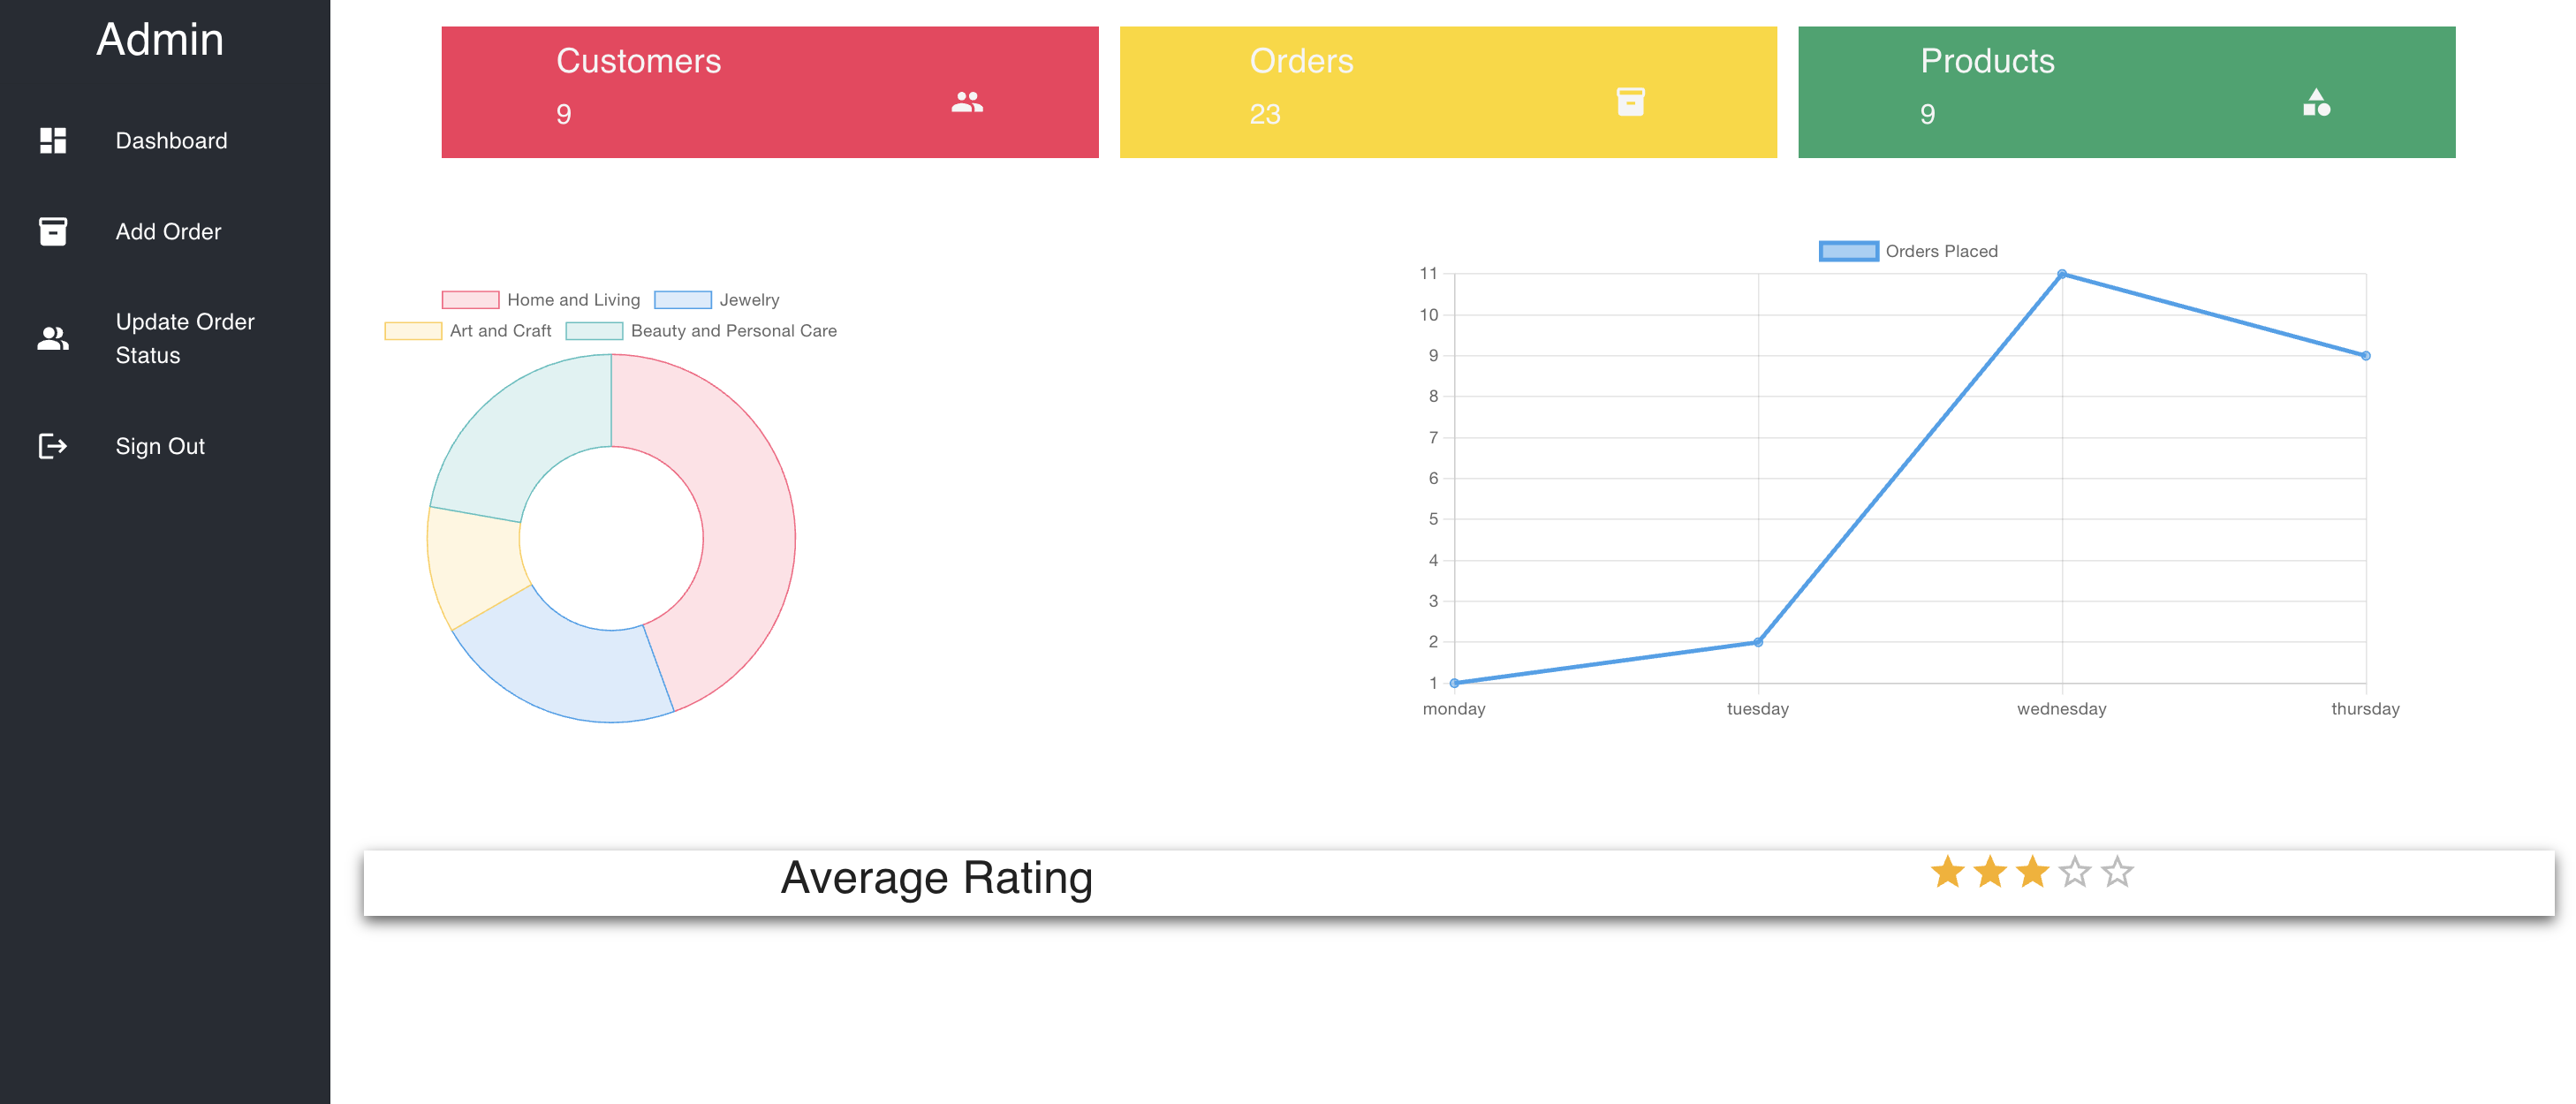 Admin
Dashboard
Add Order
Update Order
Status
Sign Out
Customers
9
Orders
23
Products
9
Home and Living
Jewelry
Art and Craft
Beauty and Personal Care
Orders Placed
11
10
9
8
7
6
5
4
3
2
1
monday
tuesday
wednesday
thursday
Average Rating